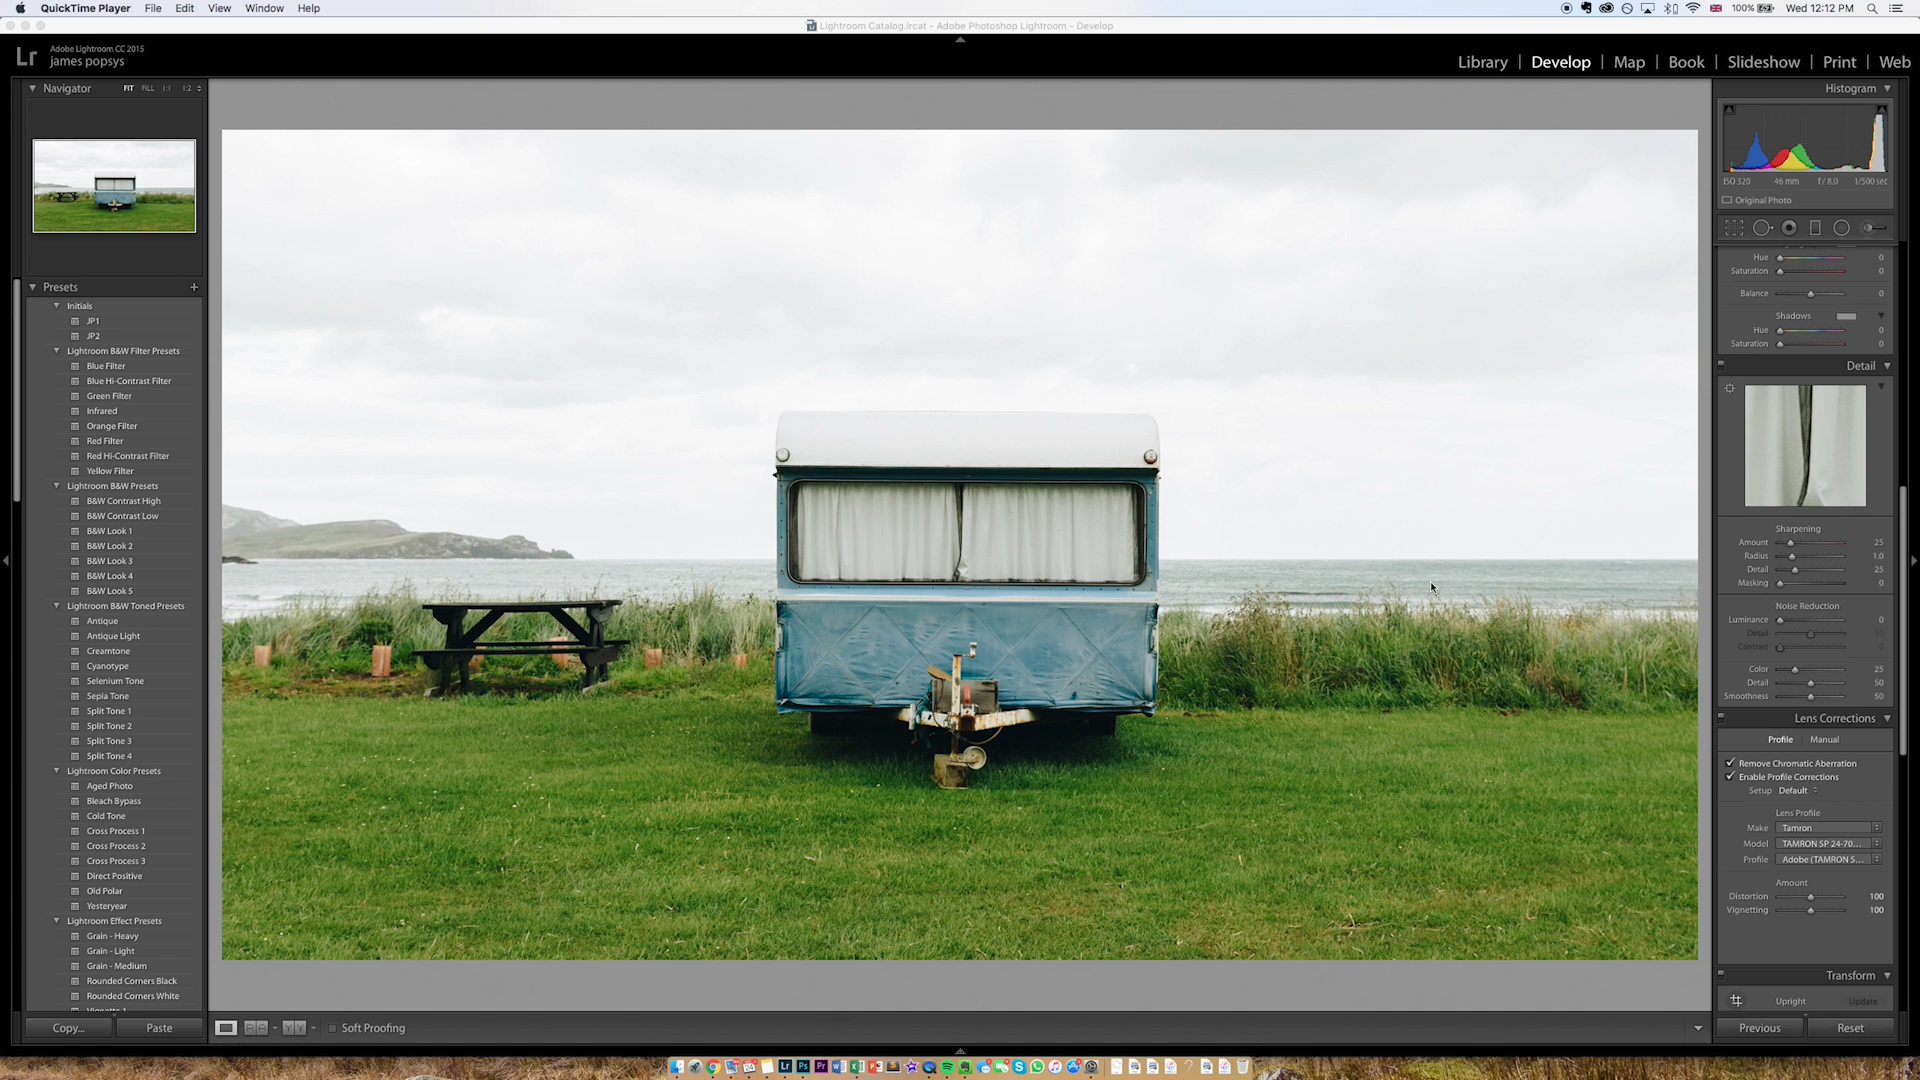 QuickTime Player File Edit View Window Help
100% Wed 12:12 PM
Lightroom Catalog.lrcat - Adobe Photoshop Lightroom - Develop
Lr
Adobe Lightroom CC 2015
james popsys
Library | Develop | Map | Book | Slideshow | Print | Web
Navigator FIT FILL 1:1 1:2
Presets +
Initials
JP1
JP2
Lightroom B&W Filter Presets
Blue Filter
Blue Hi-Contrast Filter
Green Filter
Infrared
Orange Filter
Red Filter
Red Hi-Contrast Filter
Yellow Filter
Lightroom B&W Presets
B&W Contrast High
B&W Contrast Low
B&W Look 1
B&W Look 2
B&W Look 3
B&W Look 4
B&W Look 5
Lightroom B&W Toned Presets
Antique
Antique Light
Creamtone
Cyanotype
Selenium Tone
Sepia Tone
Split Tone 1
Split Tone 2
Split Tone 3
Split Tone 4
Lightroom Color Presets
Aged Photo
Bleach Bypass
Cold Tone
Cross Process 1
Cross Process 2
Cross Process 3
Direct Positive
Old Polar
Yesteryear
Lightroom Effect Presets
Grain - Heavy
Grain - Light
Grain - Medium
Rounded Corners Black
Rounded Corners White
Copy... Paste
Soft Proofing
Histogram
ISO 320 46 mm f / 8.0 1/500 sec
Original Photo
Hue 0
Saturation 0
Balance 0
Shadows
Hue 0
Saturation 0
Detail
Sharpening
Amount 25
Radius 1.0
Detail 25
Masking 0
Noise Reduction
Luminance 0
Detail
Contrast
Color 25
Detail 50
Smoothness 50
Lens Corrections
Profile Manual
Remove Chromatic Aberration
Enable Profile Corrections
Setup Default
Lens Profile
Make Tamron
Model TAMRON SP 24-70...
Profile Adobe (TAMRON S...
Amount
Distortion 100
Vignetting 100
Transform
Upright Update
Previous Reset
Lr Ps Pr